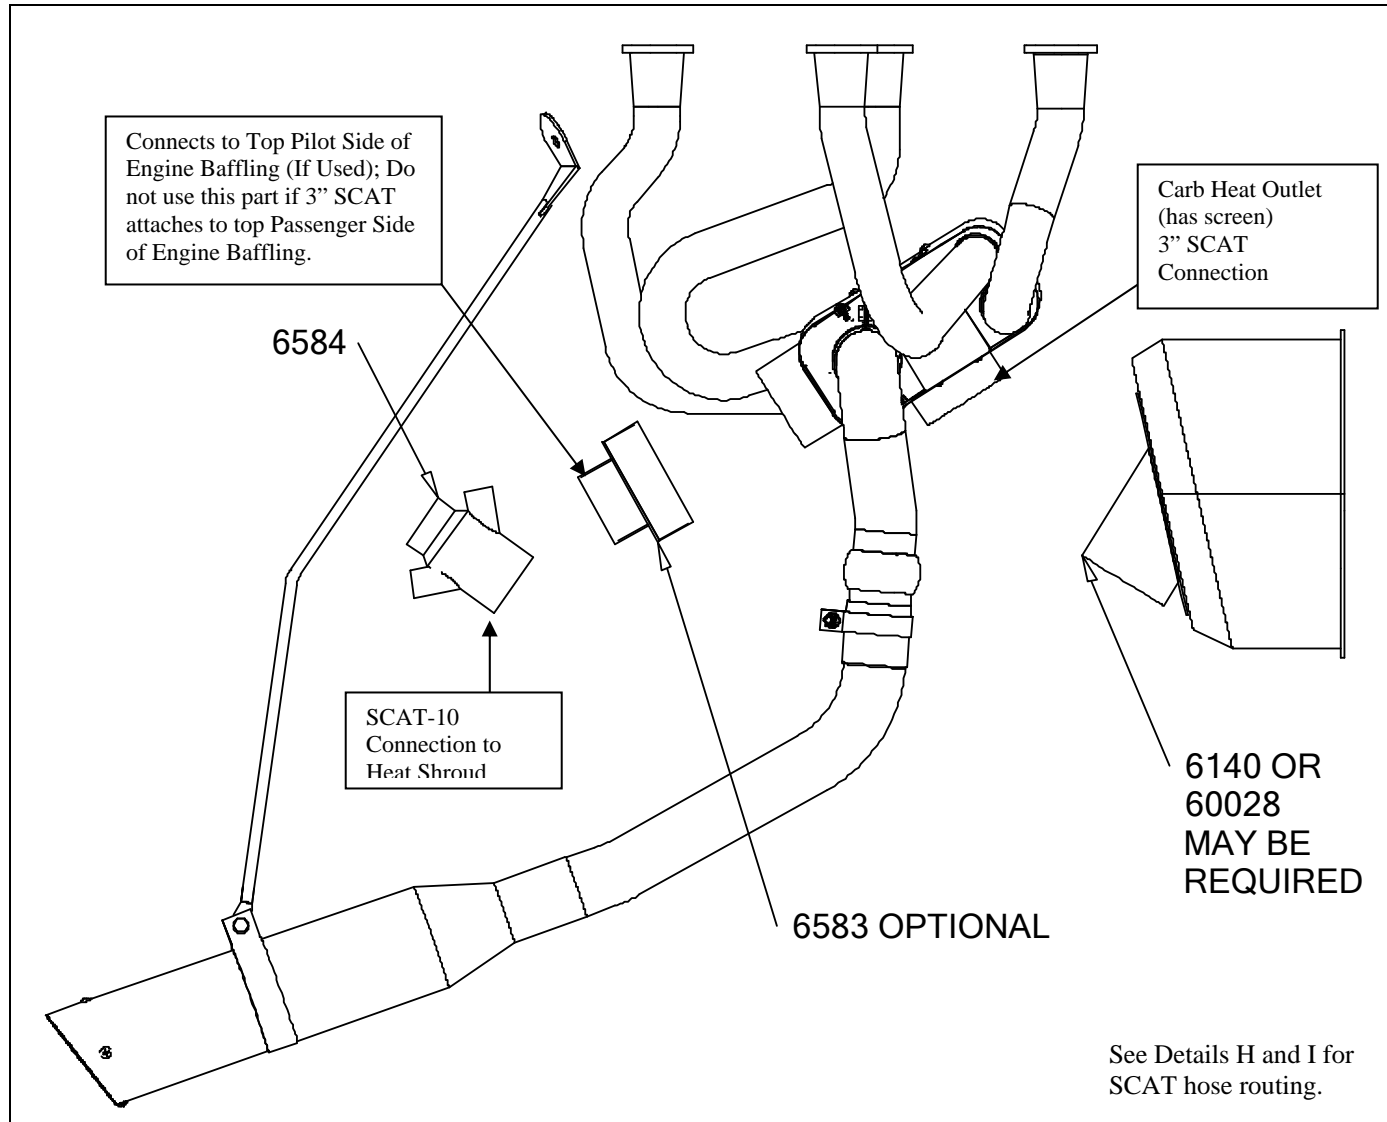 Connects to Top Pilot Side of
Engine Baffling (If Used); Do
not use this part if 3” SCAT
attaches to top Passenger Side
of Engine Baffling.
Carb Heat Outlet
(has screen)
3” SCAT
Connection
6584
SCAT-10
Connection to
Heat Shroud
6140 OR
60028
MAY BE
REQUIRED
6583 OPTIONAL
See Details H and I for
SCAT hose routing.